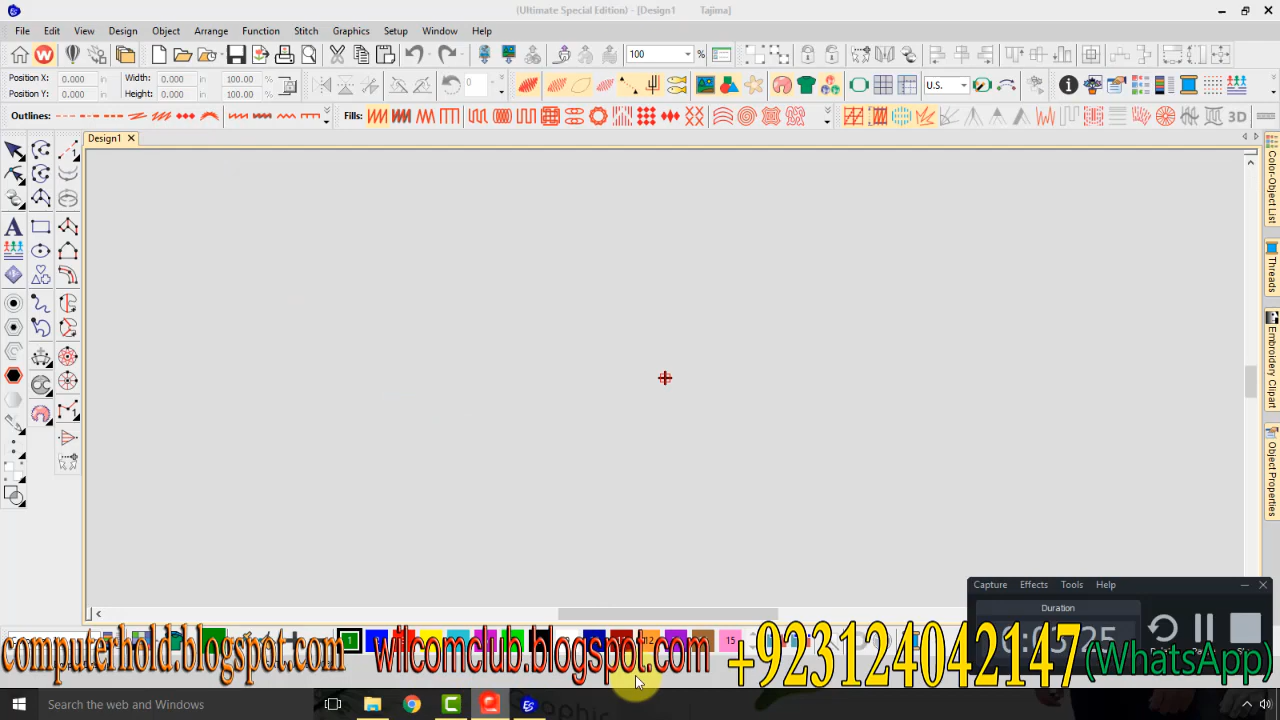 (Ultimate Special Edition) - [Design1 Tajima]
File Edit View Design Object Arrange Function Stitch Graphics Setup Window Help
100 %
Position X: 0.000 in Width: 0.000 in 100.00 % 0 U.S.
Position Y: 0.000 in Height: 0.000 in 100.00 %
Outlines: Fills: 3D
Design1
Color-Object List
Threads
Embroidery Clipart
Object Properties
Capture Effects Tools Help
Duration
computerhold.blogspot.com wilcomclub.blogspot.com +923124042147 (WhatsApp)
Search the web and Windows